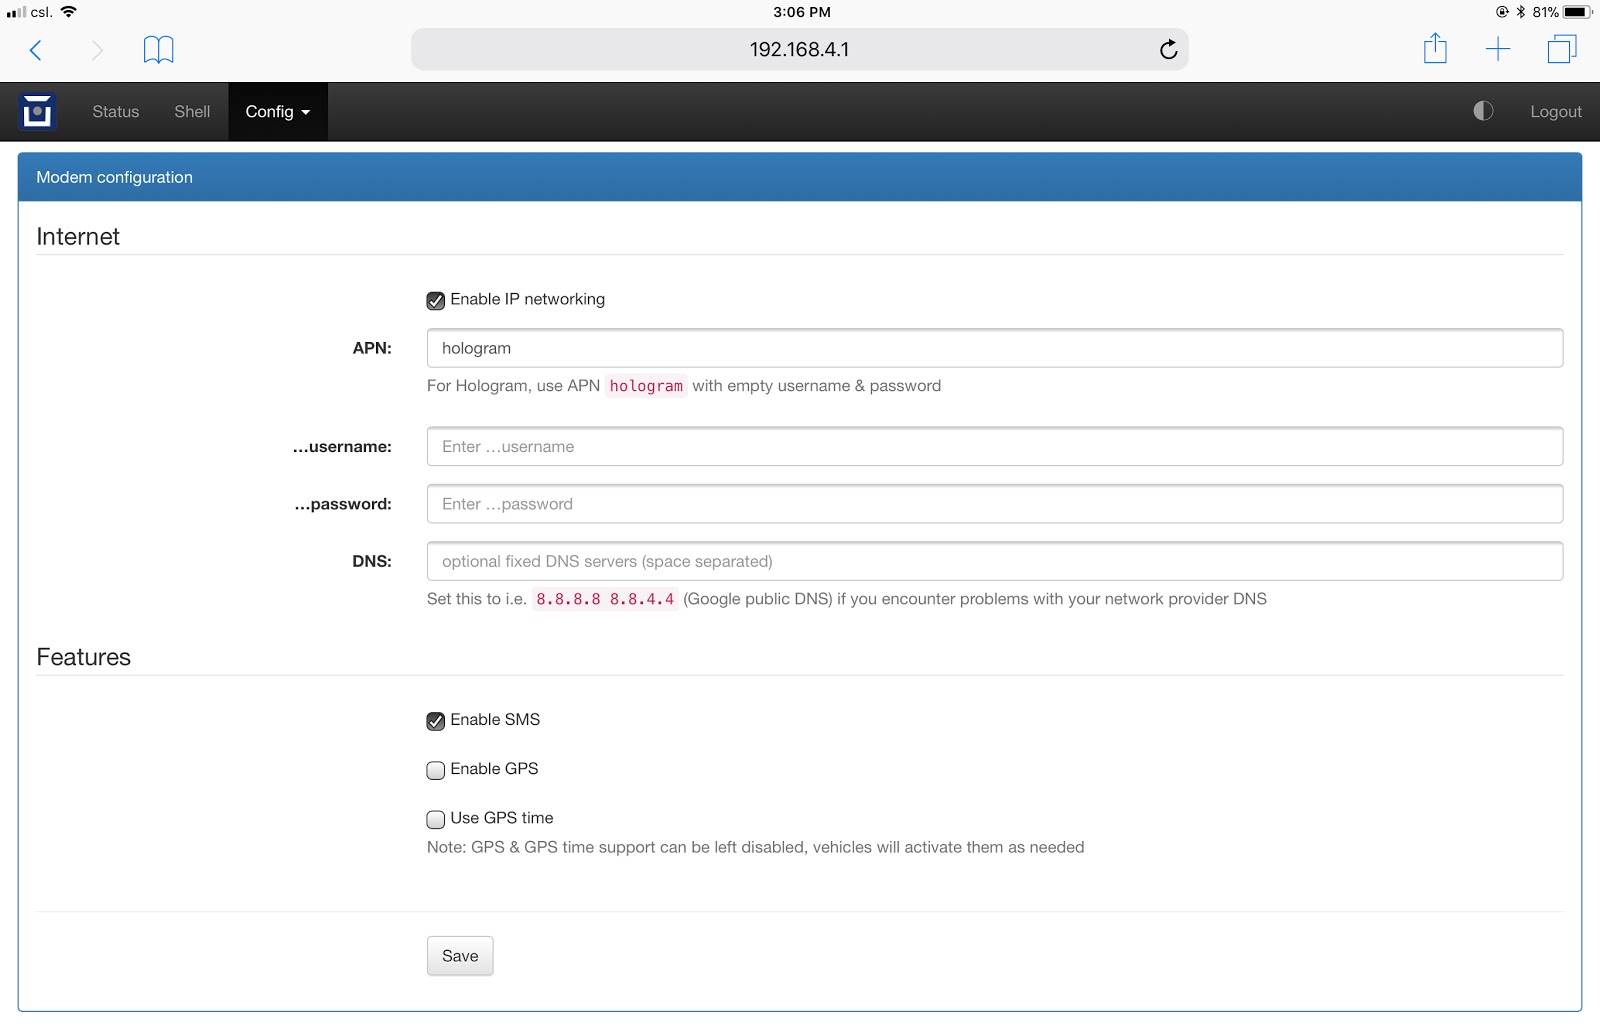 csl.
3:06 PM
81%
192.168.4.1
Status Shell Config Logout
Modem configuration
Internet
Enable IP networking
APN: hologram
For Hologram, use APN hologram with empty username & password
...username: Enter ...username
...password: Enter ...password
DNS: optional fixed DNS servers (space separated)
Set this to i.e. 8.8.8.8 8.8.4.4 (Google public DNS) if you encounter problems with your network provider DNS
Features
Enable SMS
Enable GPS
Use GPS time
Note: GPS & GPS time support can be left disabled, vehicles will activate them as needed
Save